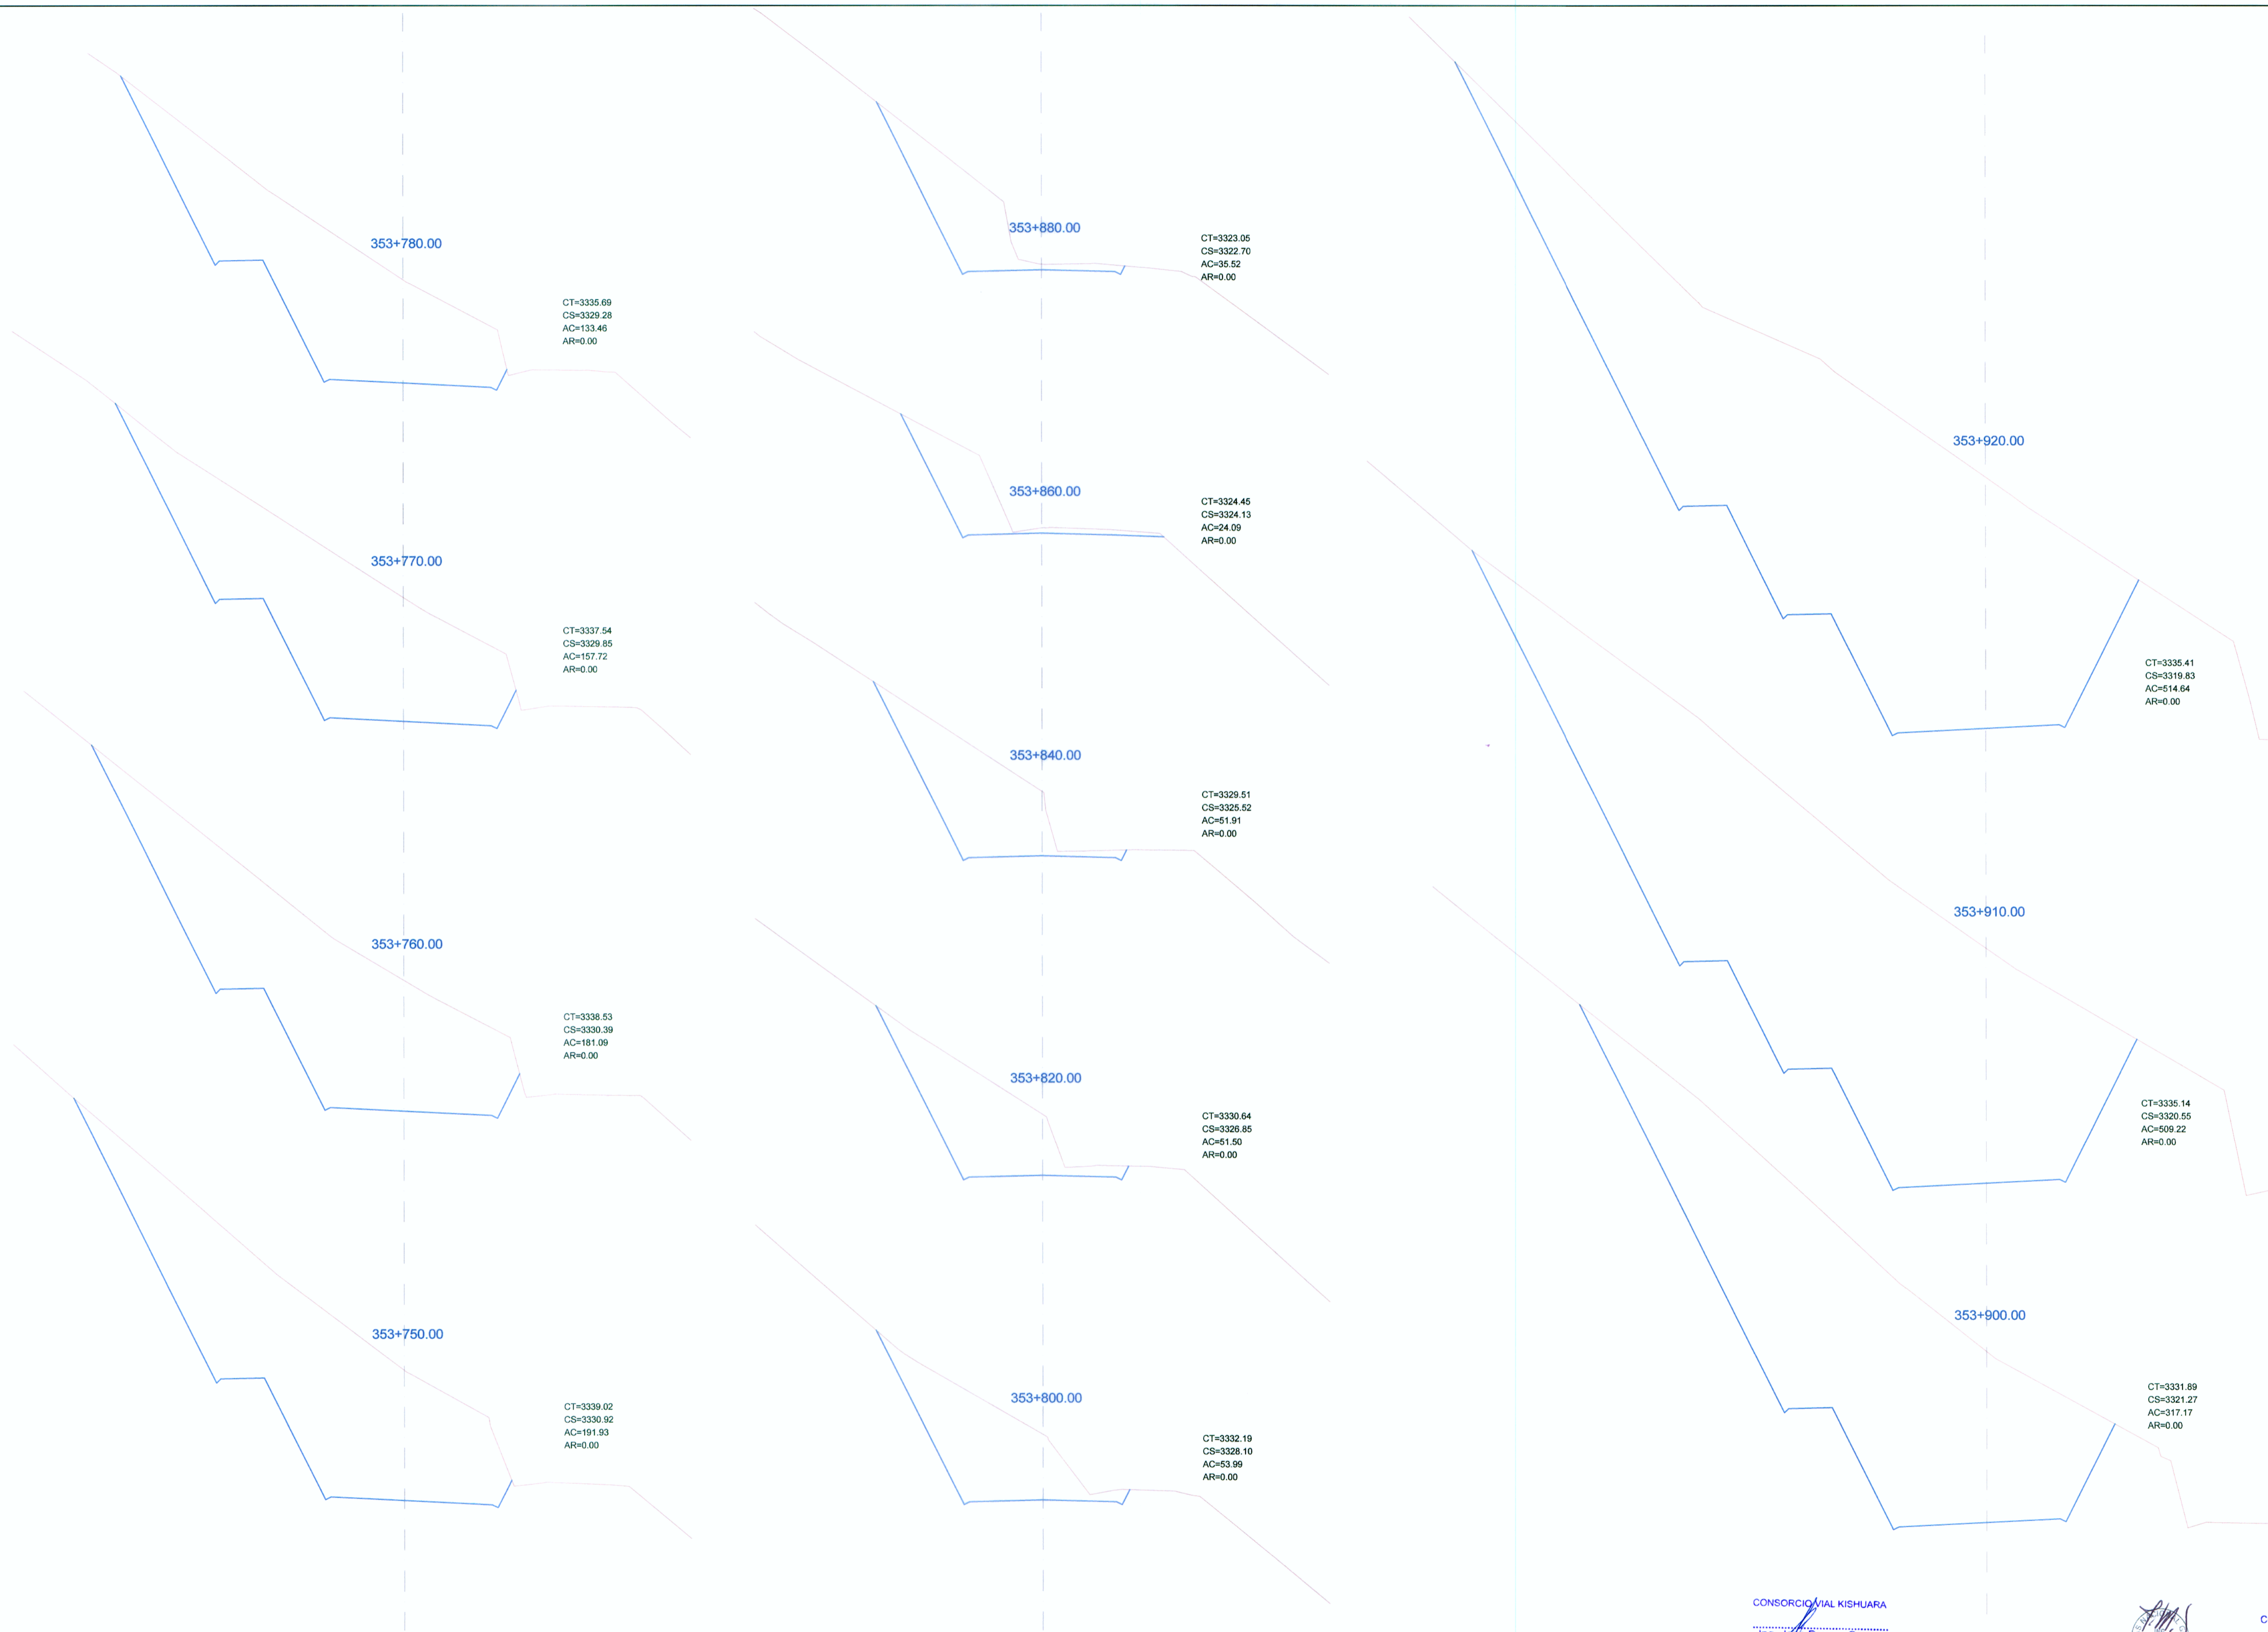 353+780.00
CT=3335.69
CS=3329.28
AC=133.46
AR=0.00
353+770.00
CT=3337.54
CS=3329.85
AC=157.72
AR=0.00
353+760.00
CT=3338.53
CS=3330.39
AC=181.09
AR=0.00
353+750.00
CT=3339.02
CS=3330.92
AC=191.93
AR=0.00
353+880.00
CT=3323.05
CS=3322.70
AC=35.52
AR=0.00
353+860.00
CT=3324.45
CS=3324.13
AC=24.09
AR=0.00
353+840.00
CT=3329.51
CS=3325.52
AC=51.91
AR=0.00
353+820.00
CT=3330.64
CS=3326.85
AC=51.50
AR=0.00
353+800.00
CT=3332.19
CS=3328.10
AC=53.99
AR=0.00
353+920.00
CT=3335.41
CS=3319.83
AC=514.64
AR=0.00
353+910.00
CT=3335.14
CS=3320.55
AC=509.22
AR=0.00
353+900.00
CT=3331.89
CS=3321.27
AC=317.17
AR=0.00
CONSORCIO VIAL KISHUARA
C